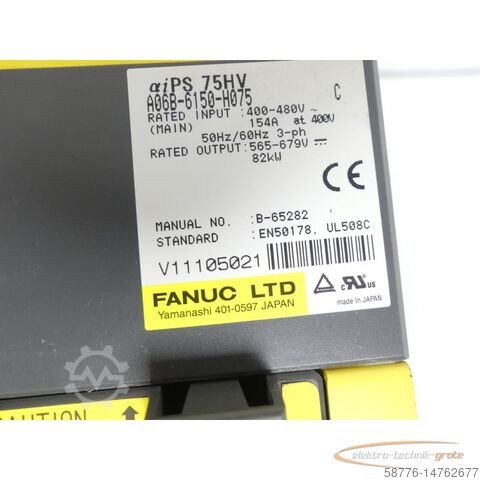 αiPS 75HV
A06B-6150-H075 C
RATED INPUT :400-480V ~
(MAIN) 154A at 400V
50Hz/60Hz 3-ph
RATED OUTPUT:565-679V ⎓
82kW
CE
MANUAL NO. :B-65282
STANDARD :EN50178, UL508C
V11105021
FANUC LTD
Yamanashi 401-0597 JAPAN
c US
made in JAPAN
CAUTION
elektro-technik-grote
58776-14762677